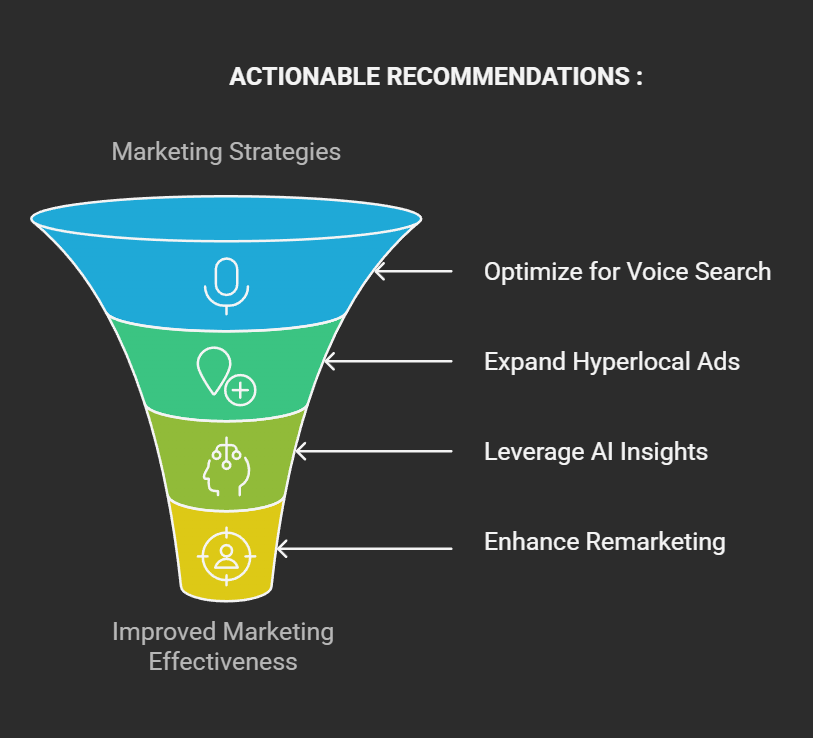 ACTIONABLE RECOMMENDATIONS :
Marketing Strategies
Optimize for Voice Search
Expand Hyperlocal Ads
Leverage AI Insights
Enhance Remarketing
Improved Marketing
Effectiveness